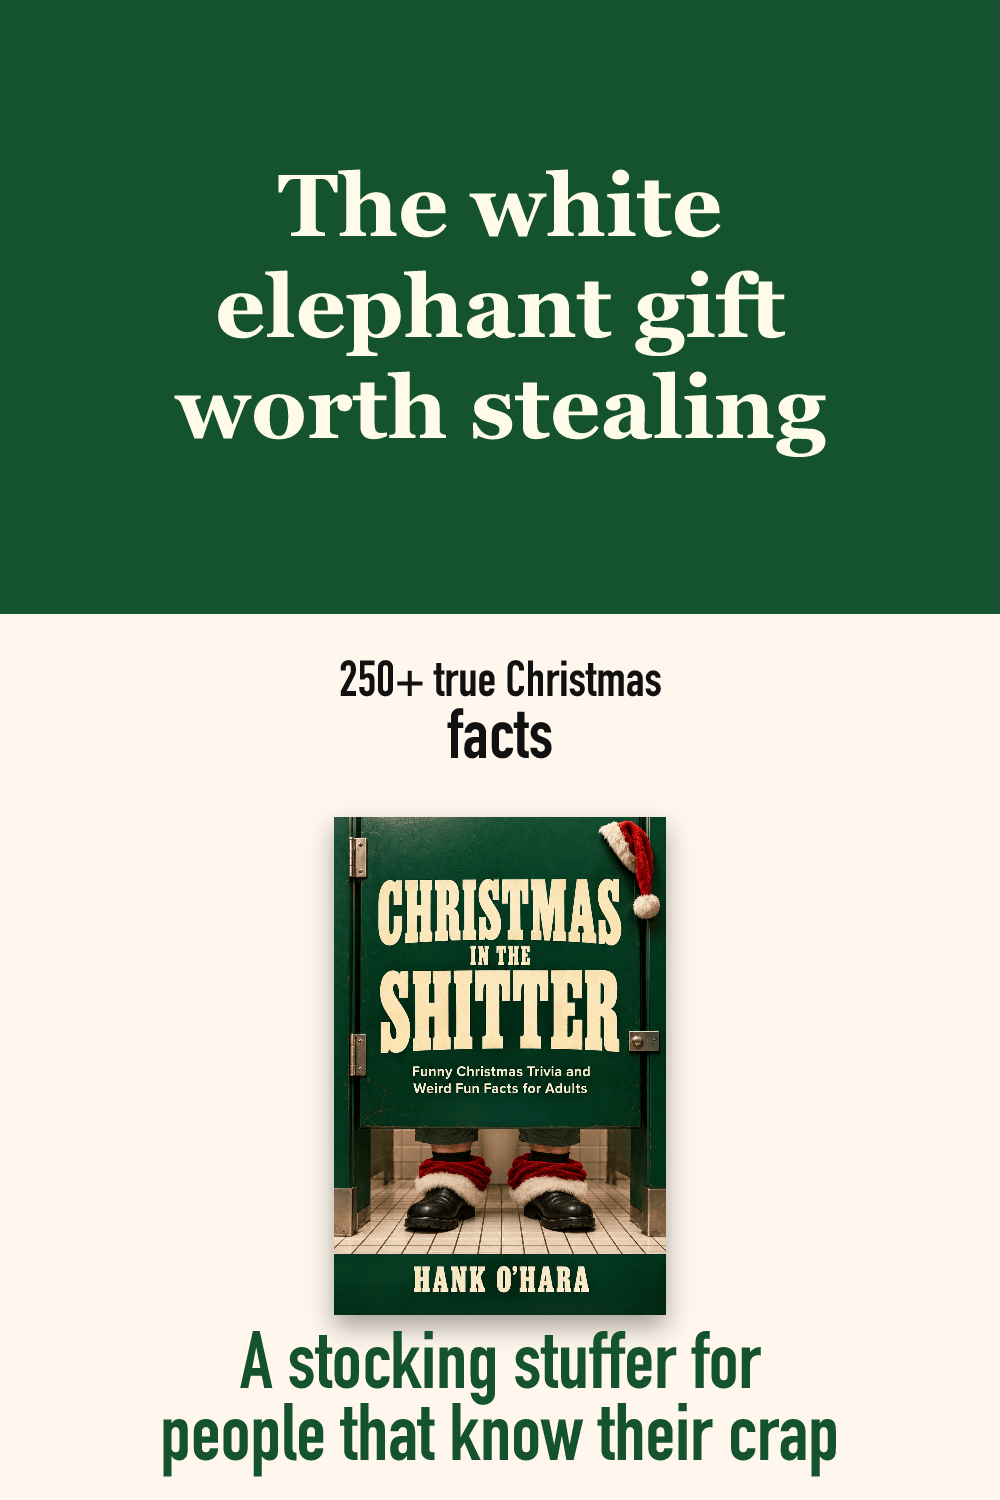 The white
elephant gift
worth stealing
250+ true Christmas
facts
CHRISTMAS
IN THE
SHITTER
Funny Christmas Trivia and
Weird Fun Facts for Adults
HANK O'HARA
A stocking stuffer for
people that know their crap